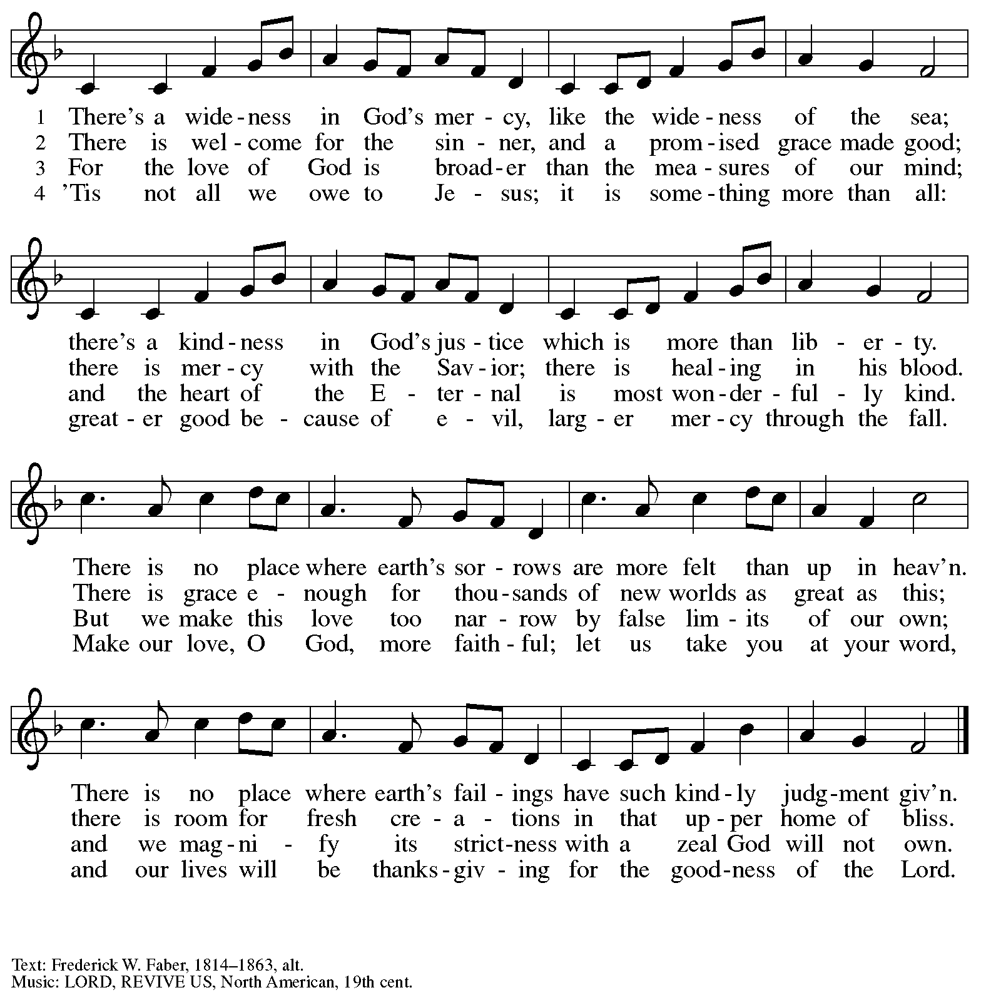 1 There's a wide - ness in God's mer - cy, like the wide - ness of the sea;
2 There is wel - come for the sin - ner, and a prom - ised grace made good;
3 For the love of God is broad - er than the mea - sures of our mind;
4 ’Tis not all we owe to Je - sus; it is some - thing more than all:
there's a kind - ness in God's jus - tice which is more than lib - er - ty.
there is mer - cy with the Sav - ior; there is heal - ing in his blood.
and the heart of the E - ter - nal is most won - der - ful - ly kind.
great - er good be - cause of e - vil, larg - er mer - cy through the fall.
There is no place where earth's sor - rows are more felt than up in heav'n.
There is grace e - nough for thou - sands of new worlds as great as this;
But we make this love too nar - row by false lim - its of our own;
Make our love, O God, more faith - ful; let us take you at your word,
There is no place where earth's fail - ings have such kind - ly judg - ment giv'n.
there is room for fresh cre - a - tions in that up - per home of bliss.
and we mag - ni - fy its strict - ness with a zeal God will not own.
and our lives will be thanks - giv - ing for the good - ness of the Lord.
Text: Frederick W. Faber, 1814–1863, alt.
Music: LORD, REVIVE US, North American, 19th cent.